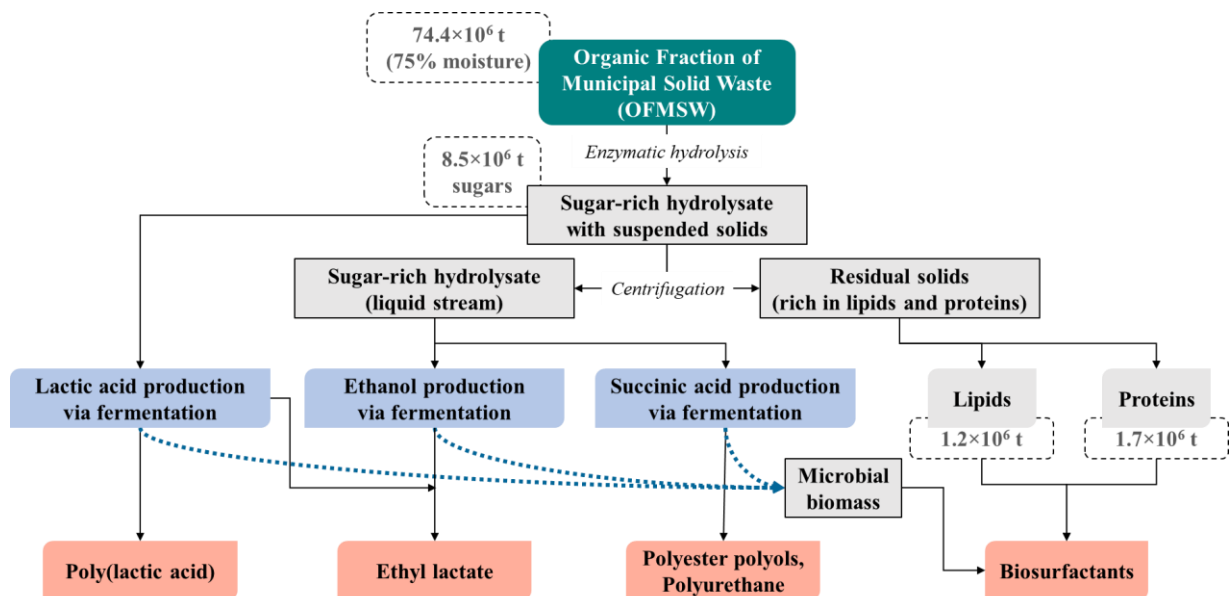 74.4×10⁶ t
(75% moisture)
Organic Fraction of
Municipal Solid Waste
(OFMSW)
Enzymatic hydrolysis
8.5×10⁶ t
sugars
Sugar-rich hydrolysate
with suspended solids
Sugar-rich hydrolysate
(liquid stream)
Centrifugation
Residual solids
(rich in lipids and proteins)
Lactic acid production
via fermentation
Ethanol production
via fermentation
Succinic acid production
via fermentation
Lipids
Proteins
1.2×10⁶ t
1.7×10⁶ t
Microbial
biomass
Poly(lactic acid)
Ethyl lactate
Polyester polyols,
Polyurethane
Biosurfactants